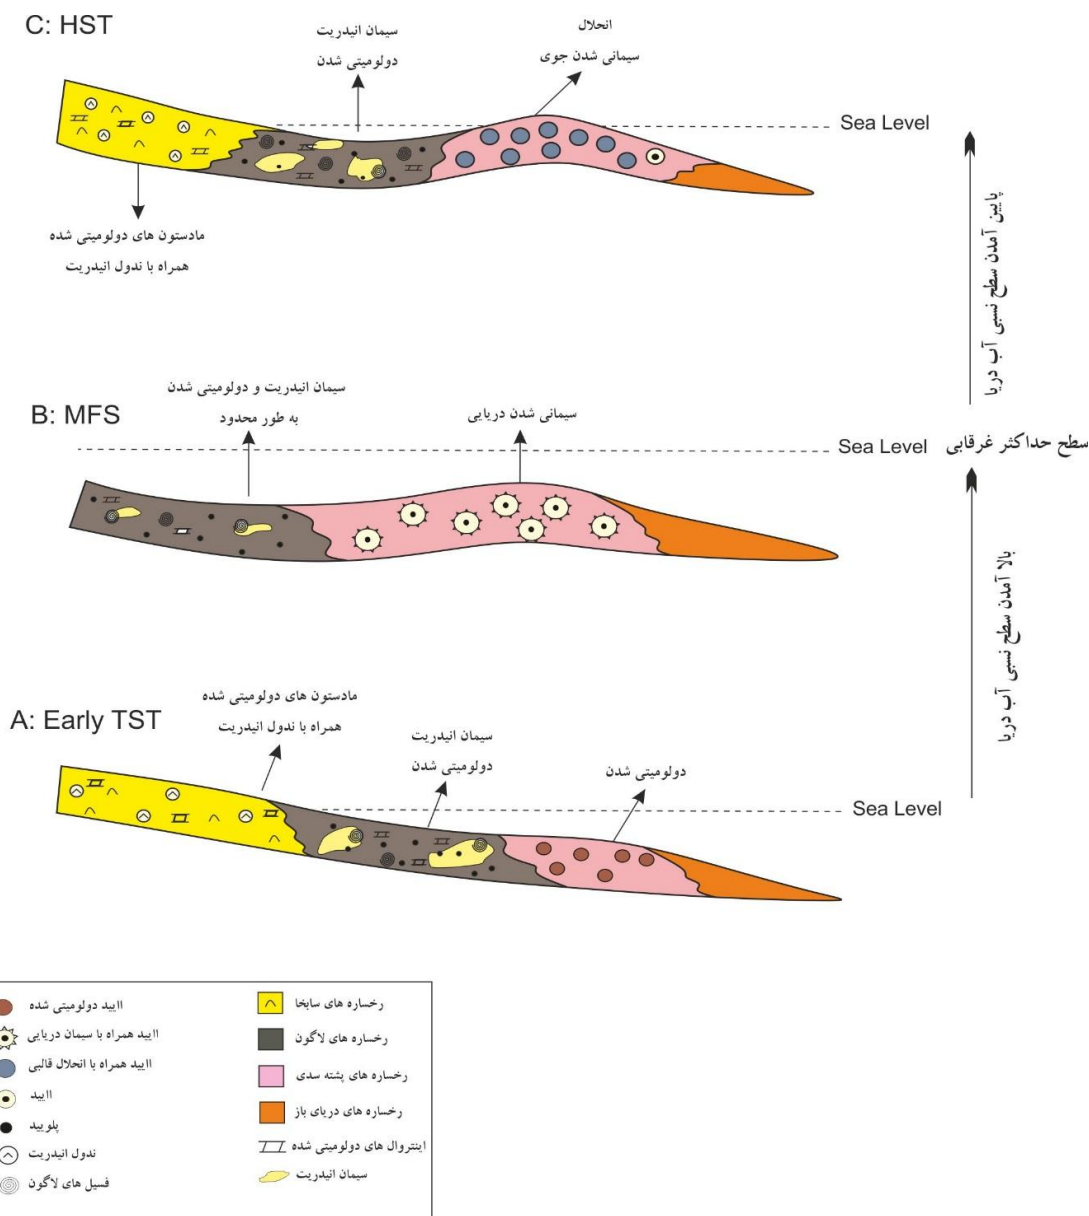 C: HST
سیمان انیدریت
دولومیتی شدن
انحلال
سیمانی شدن جوی
Sea Level
مادستون های دولومیتی شده
همراه با ندول انیدریت
پایین آمدن سطح نسبی آب دریا
B: MFS
سیمان انیدریت و دولومیتی شدن
به طور محدود
سیمانی شدن دریایی
Sea Level
سطح حداکثر غرقابی
بالا آمدن سطح نسبی آب دریا
A: Early TST
مادستون های دولومیتی شده
همراه با ندول انیدریت
سیمان انیدریت
دولومیتی شدن
دولومیتی شدن
Sea Level
رخساره های سابخا
رخساره های لاگون
رخساره های پشته سدی
رخساره های دریای باز
اینتروال های دولومیتی شده
سیمان انیدریت
اایید دولومیتی شده
اایید همراه با سیمان دریایی
اایید همراه با انحلال قالبی
اایید
پلویید
ندول انیدریت
فسیل های لاگون